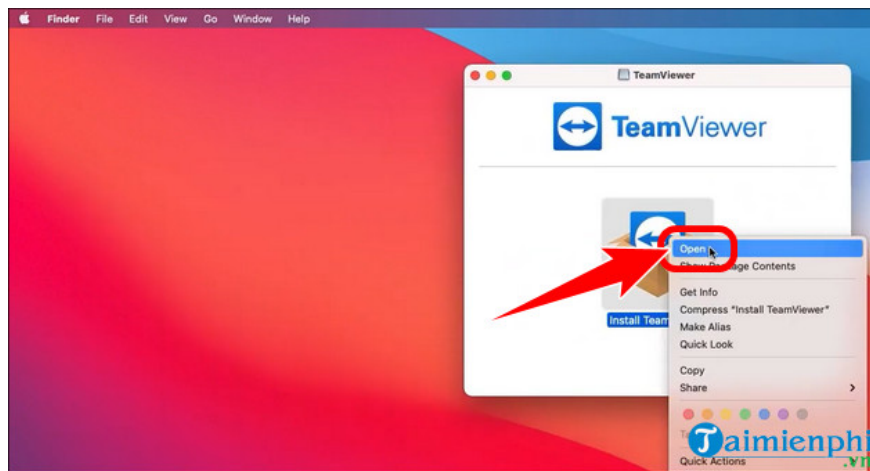 Finder File Edit View Go Window Help
TeamViewer
TeamViewer
Install Team
Open
Show Package Contents
Get Info
Compress "Install TeamViewer"
Make Alias
Quick Look
Copy
Share
Quick Actions
Taimienphi
.vn